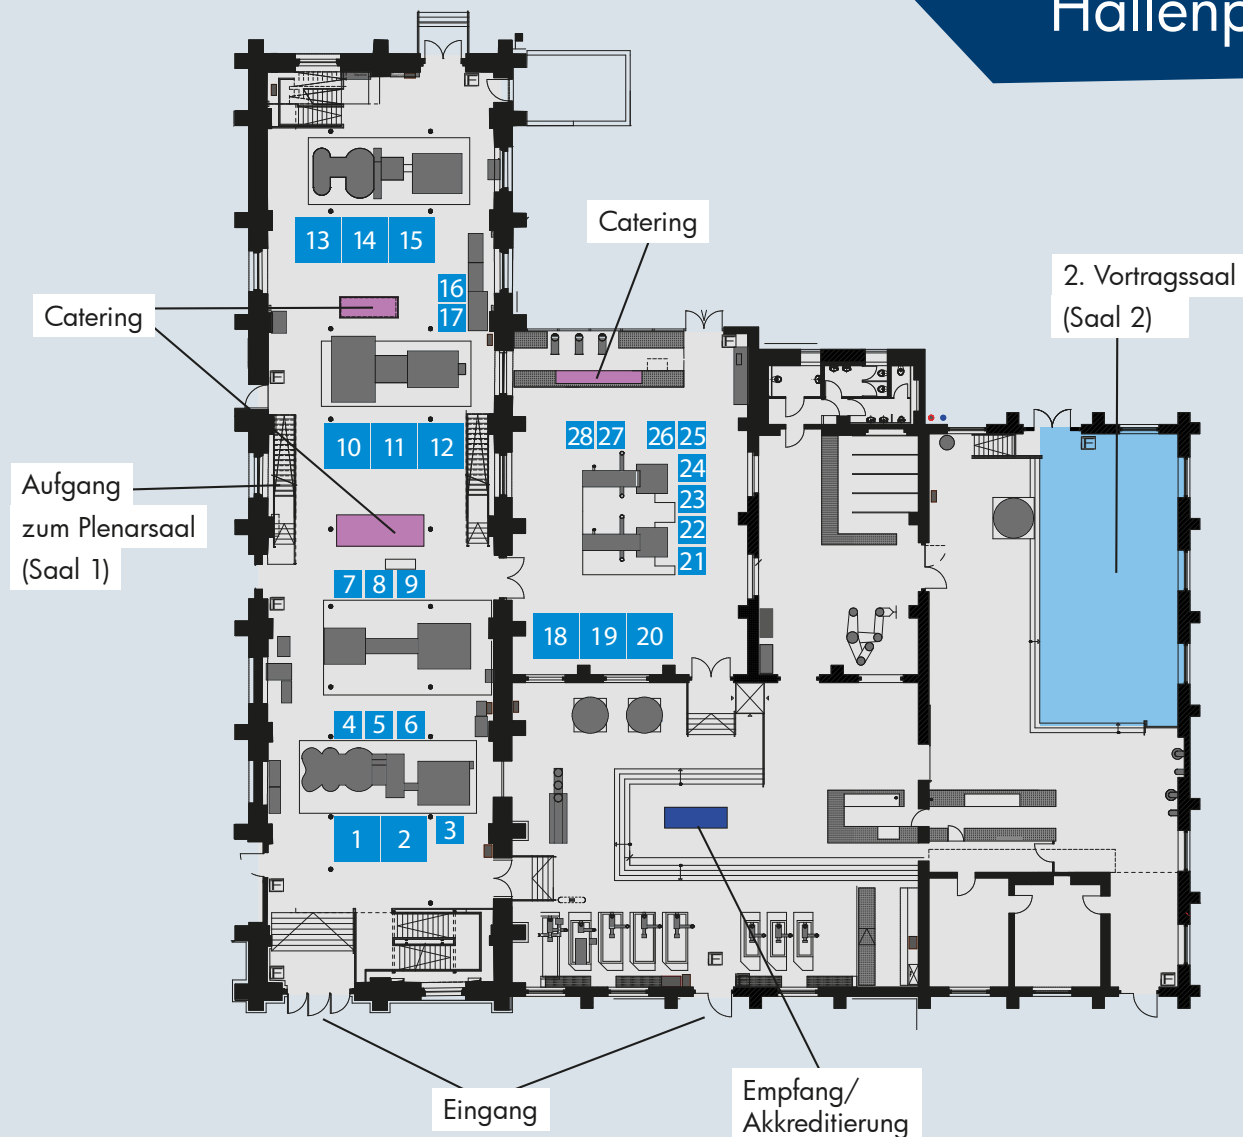 Hallenp
Catering
2. Vortragssaal
(Saal 2)
13 14 15
16
17
Catering
28 27 26 25
10 11 12
24
Aufgang
zum Plenarsaal
(Saal 1)
23
22
21
7 8 9
18 19 20
4 5 6
1 2 3
Eingang
Empfang/
Akkreditierung